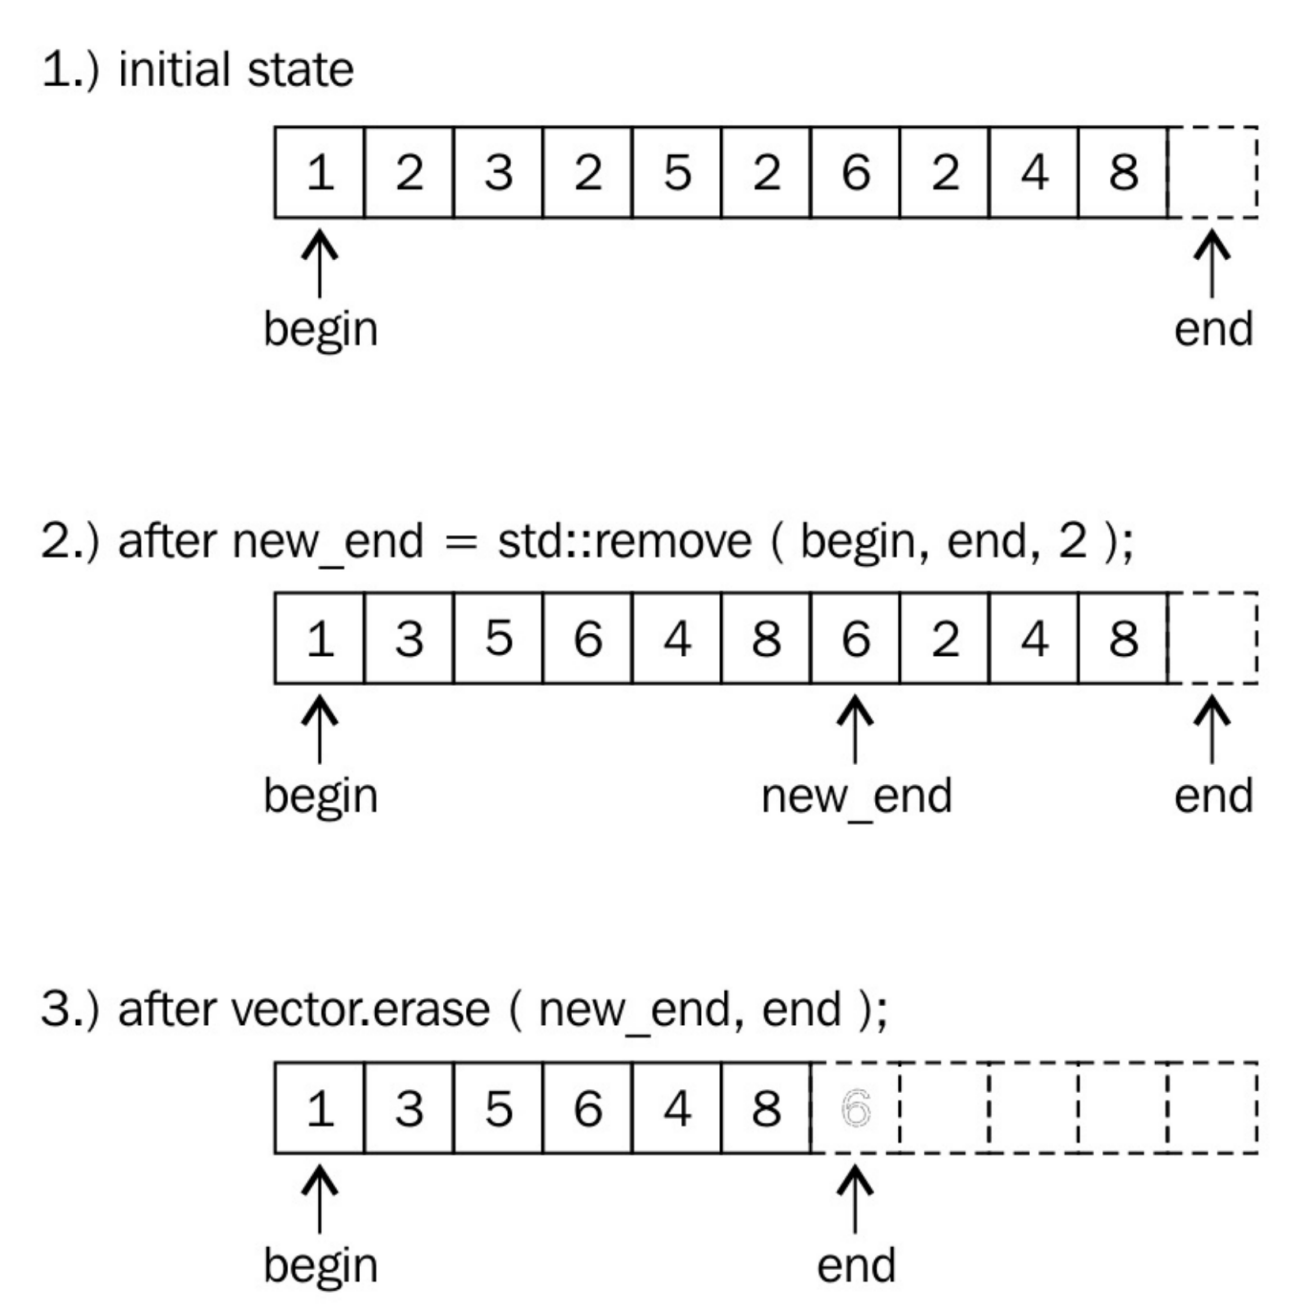 1.) initial state
1 2 3 2 5 2 6 2 4 8
begin end
2.) after new_end = std::remove ( begin, end, 2 );
1 3 5 6 4 8 6 2 4 8
begin new_end end
3.) after vector.erase ( new_end, end );
1 3 5 6 4 8 6
begin end